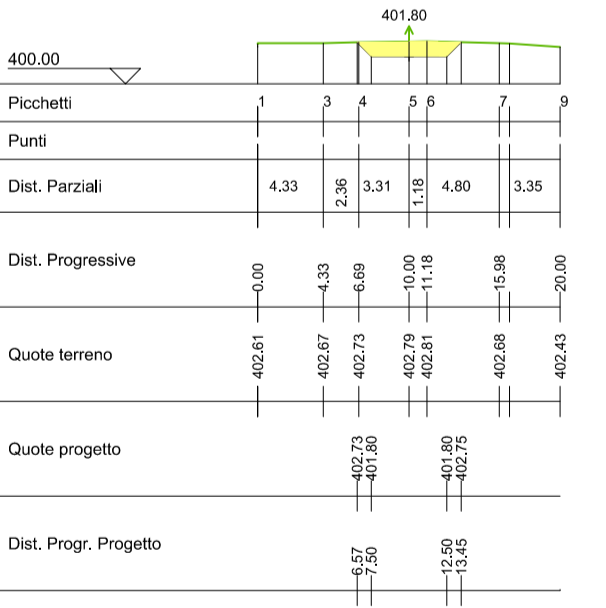 401.80
400.00
Picchetti 1 3 4 5 6 7 9
Punti
Dist. Parziali 4.33 2.36 3.31 1.18 4.80 3.35
Dist. Progressive 0.00 4.33 6.69 10.00 11.18 15.98 20.00
Quote terreno 402.61 402.67 402.73 402.79 402.81 402.68 402.43
Quote progetto 402.73 401.80 401.80 402.75
Dist. Progr. Progetto 6.57 7.50 12.50 13.45